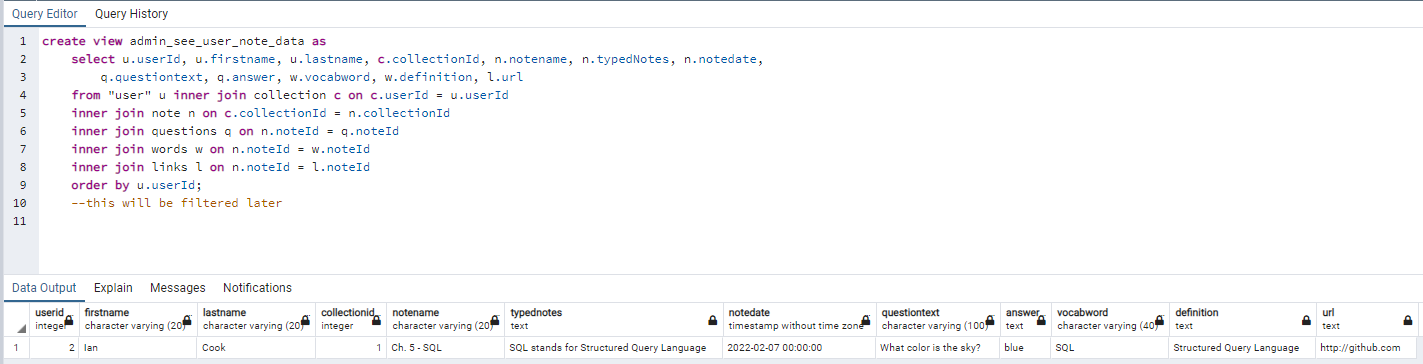 Query Editor Query History
1 create view admin_see_user_note_data as
2 select u.userId, u.firstname, u.lastname, c.collectionId, n.notename, n.typedNotes, n.notedate,
3 q.questiontext, q.answer, w.vocabword, w.definition, l.url
4 from "user" u inner join collection c on c.userId = u.userId
5 inner join note n on c.collectionId = n.collectionId
6 inner join questions q on n.noteId = q.noteId
7 inner join words w on n.noteId = w.noteId
8 inner join links l on n.noteId = l.noteId
9 order by u.userId;
10 --this will be filtered later
11
Data Output Explain Messages Notifications
userid firstname lastname collectionid notename typednotes notedate questiontext answer vocabword definition url
integer character varying (20) character varying (20) integer character varying (20) text timestamp without time zone character varying (100) text character varying (40) text text
1 2 Ian Cook 1 Ch. 5 - SQL SQL stands for Structured Query Language 2022-02-07 00:00:00 What color is the sky? blue SQL Structured Query Language http://github.com